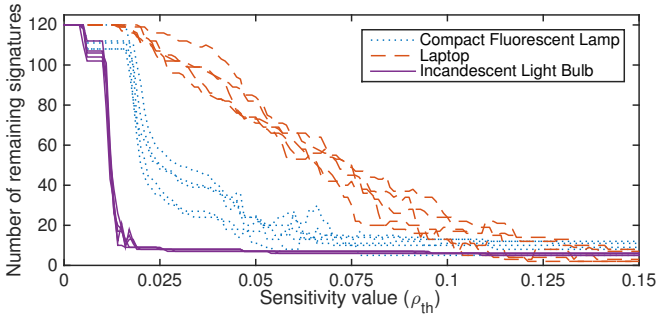 120
100
80
60
40
20
0
Number of remaining signatures
Compact Fluorescent Lamp
Laptop
Incandescent Light Bulb
0 0.025 0.05 0.075 0.1 0.125 0.15
Sensitivity value (ρth)